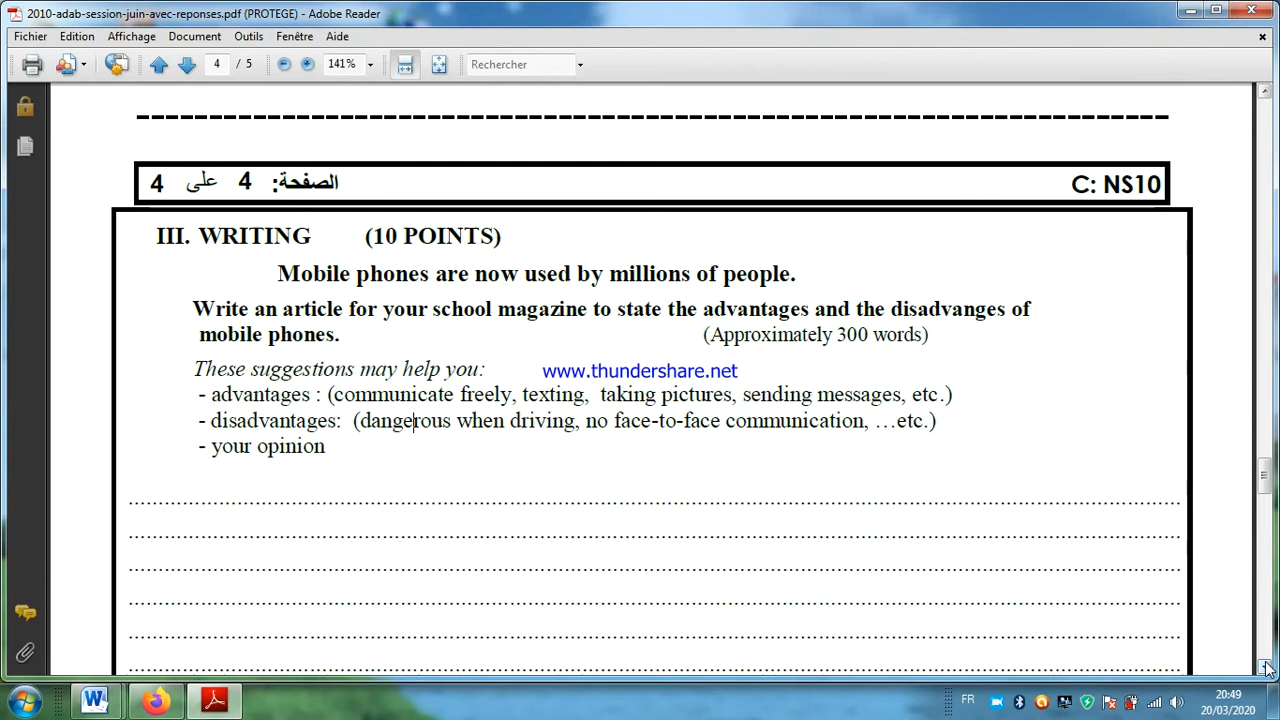 2010-adab-session-juin-avec-reponses.pdf (PROTEGE) - Adobe Reader
Fichier Edition Affichage Document Outils Fenêtre Aide
4 / 5 141% Rechercher
الصفحة: 4 على 4 C: NS10
III. WRITING (10 POINTS)
Mobile phones are now used by millions of people.
Write an article for your school magazine to state the advantages and the disadvanges of
mobile phones. (Approximately 300 words)
These suggestions may help you: www.thundershare.net
- advantages : (communicate freely, texting, taking pictures, sending messages, etc.)
- disadvantages: (dangerous when driving, no face-to-face communication, …etc.)
- your opinion
FR 20:49
20/03/2020